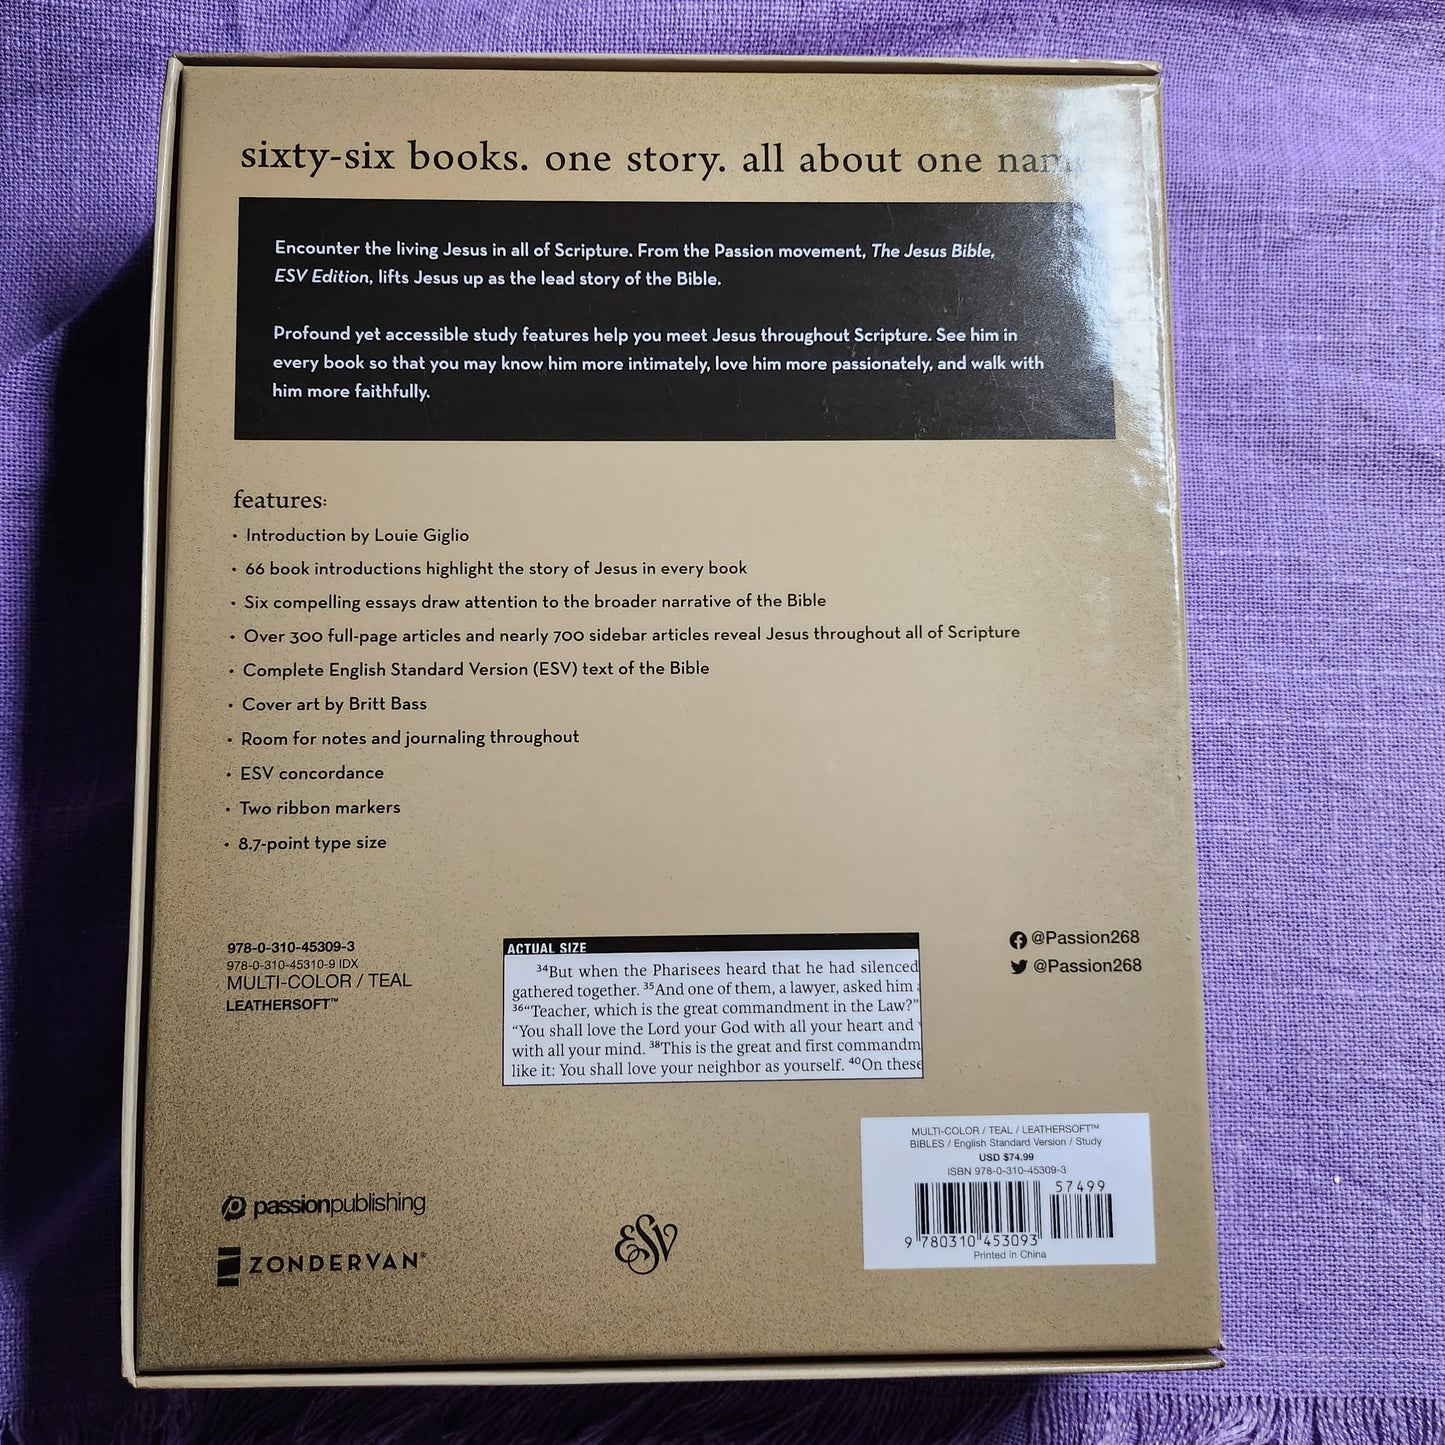 sixty-six books. one story. all about one name
Encounter the living Jesus in all of Scripture. From the Passion movement, The Jesus Bible,
ESV Edition, lifts Jesus up as the lead story of the Bible.
Profound yet accessible study features help you meet Jesus throughout Scripture. See him in
every book so that you may know him more intimately, love him more passionately, and walk with
him more faithfully.
features:
• Introduction by Louie Giglio
• 66 book introductions highlight the story of Jesus in every book
• Six compelling essays draw attention to the broader narrative of the Bible
• Over 300 full-page articles and nearly 700 sidebar articles reveal Jesus throughout all of Scripture
• Complete English Standard Version (ESV) text of the Bible
• Cover art by Britt Bass
• Room for notes and journaling throughout
• ESV concordance
• Two ribbon markers
• 8.7-point type size
978-0-310-45309-3
978-0-310-45310-9 IDX
MULTI-COLOR / TEAL
LEATHERSOFT™
ACTUAL SIZE
34But when the Pharisees heard that he had silenced
gathered together. 35And one of them, a lawyer, asked him
36“Teacher, which is the great commandment in the Law?”
“You shall love the Lord your God with all your heart and
with all your mind. 38This is the great and first commandm
like it: You shall love your neighbor as yourself. 40On these
@Passion268
@Passion268
passionpublishing
ZONDERVAN®
ESV
MULTI-COLOR / TEAL / LEATHERSOFT™
BIBLES / English Standard Version / Study
USD $74.99
ISBN 978-0-310-45309-3
57499
9 780310 453093
Printed in China